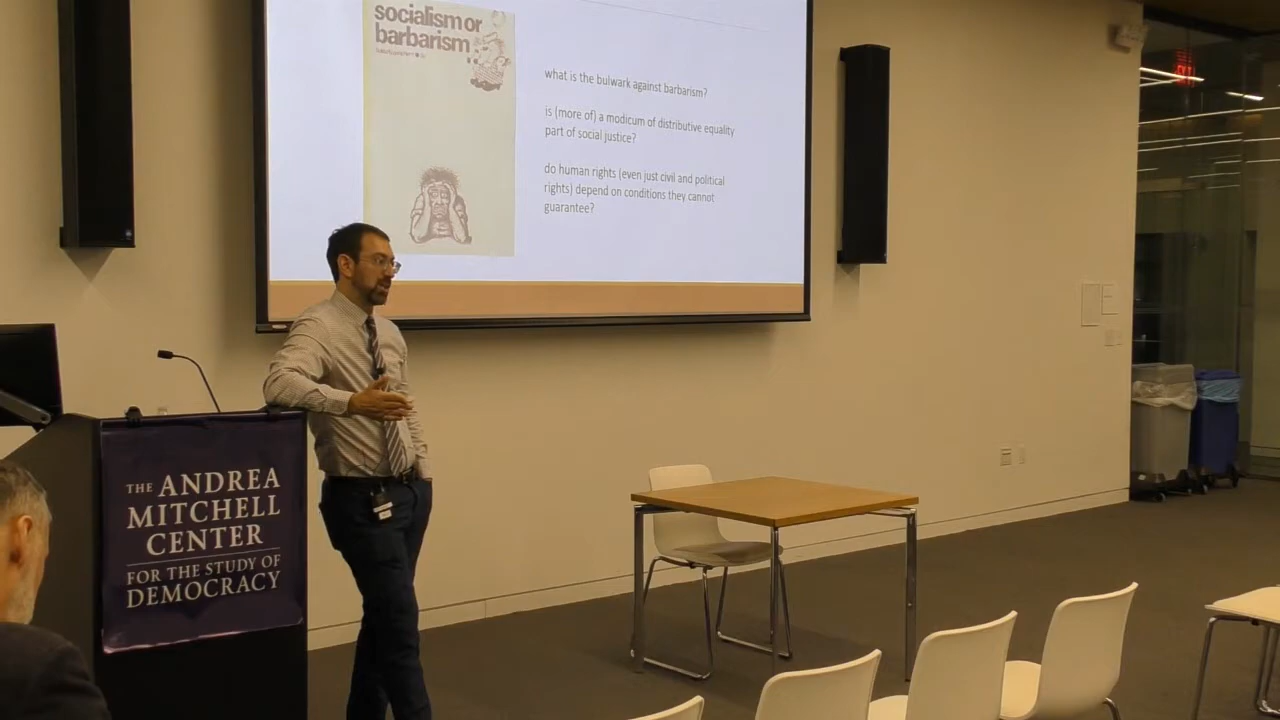 socialism or
barbarism
what is the bulwark against barbarism?
is (more of) a modicum of distributive equality
part of social justice?
do human rights (even just civil and political
rights) depend on conditions they cannot
guarantee?
EXIT
THE ANDREA
MITCHELL
CENTER
FOR THE STUDY OF
DEMOCRACY